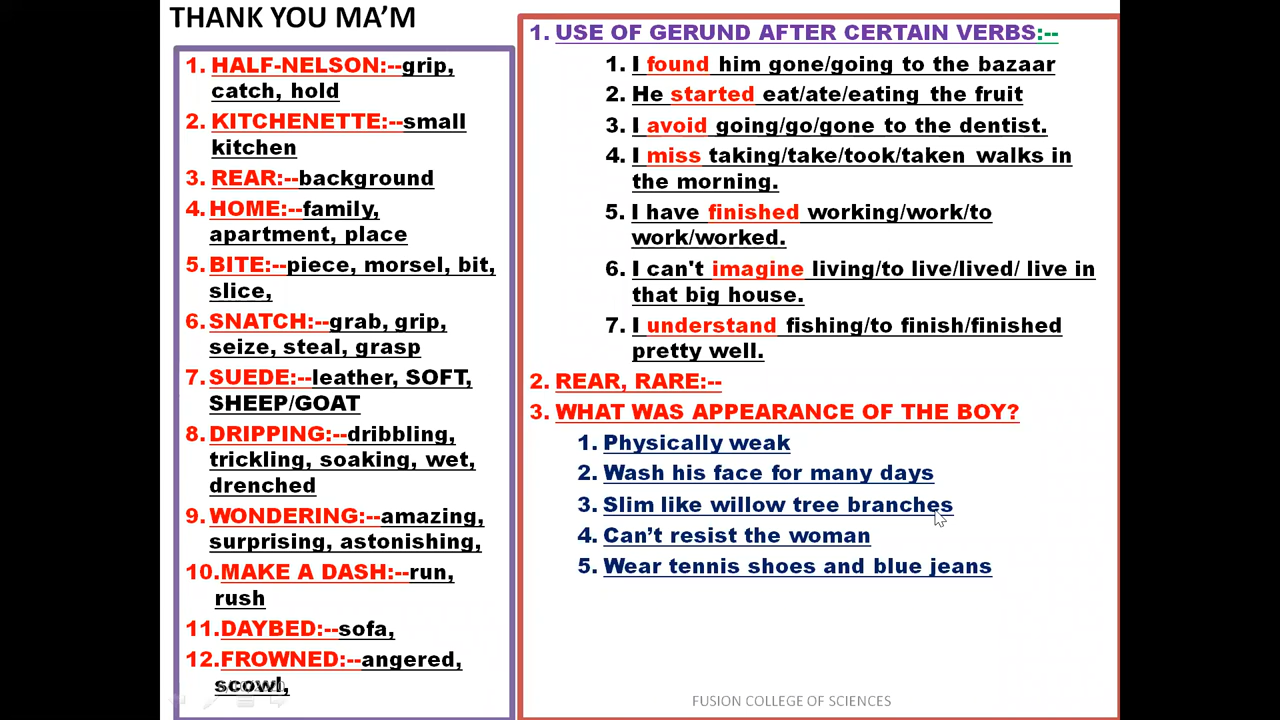 THANK YOU MA’M
1. HALF-NELSON:--grip,
catch, hold
2. KITCHENETTE:--small
kitchen
3. REAR:--background
4. HOME:--family,
apartment, place
5. BITE:--piece, morsel, bit,
slice,
6. SNATCH:--grab, grip,
seize, steal, grasp
7. SUEDE:--leather, SOFT,
SHEEP/GOAT
8. DRIPPING:--dribbling,
trickling, soaking, wet,
drenched
9. WONDERING:--amazing,
surprising, astonishing,
10.MAKE A DASH:--run,
rush
11.DAYBED:--sofa,
12.FROWNED:--angered,
scowl,
1. USE OF GERUND AFTER CERTAIN VERBS:--
1. I found him gone/going to the bazaar
2. He started eat/ate/eating the fruit
3. I avoid going/go/gone to the dentist.
4. I miss taking/take/took/taken walks in
the morning.
5. I have finished working/work/to
work/worked.
6. I can't imagine living/to live/lived/ live in
that big house.
7. I understand fishing/to finish/finished
pretty well.
2. REAR, RARE:--
3. WHAT WAS APPEARANCE OF THE BOY?
1. Physically weak
2. Wash his face for many days
3. Slim like willow tree branches
4. Can’t resist the woman
5. Wear tennis shoes and blue jeans
FUSION COLLEGE OF SCIENCES